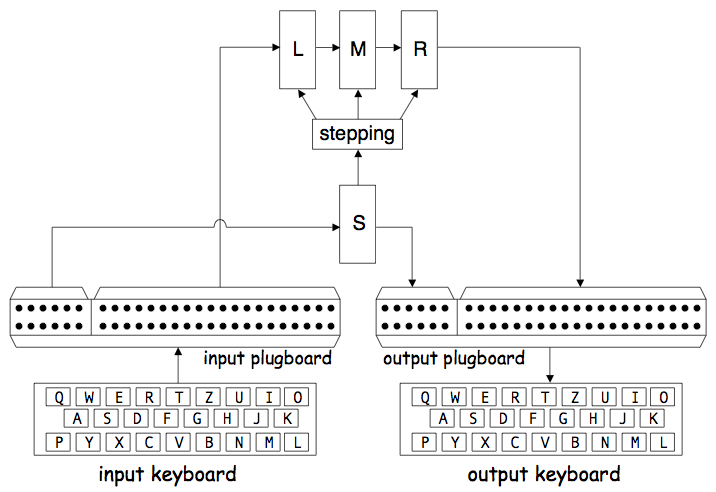 L M R
stepping
S
input plugboard output plugboard
Q W E R T Z U I O Q W E R T Z U I O
A S D F G H J K A S D F G H J K
P Y X C V B N M L P Y X C V B N M L
input keyboard output keyboard